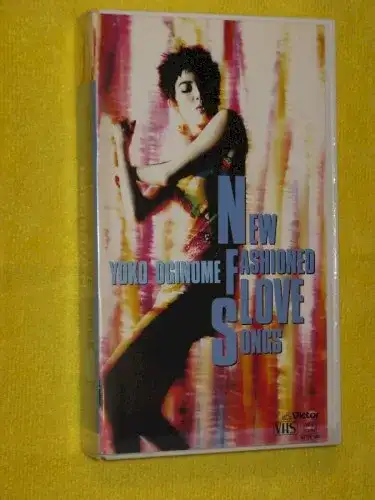 NEW
YOKO OGINOME FASHIONED
LOVE
SONGS
Victor
VHS